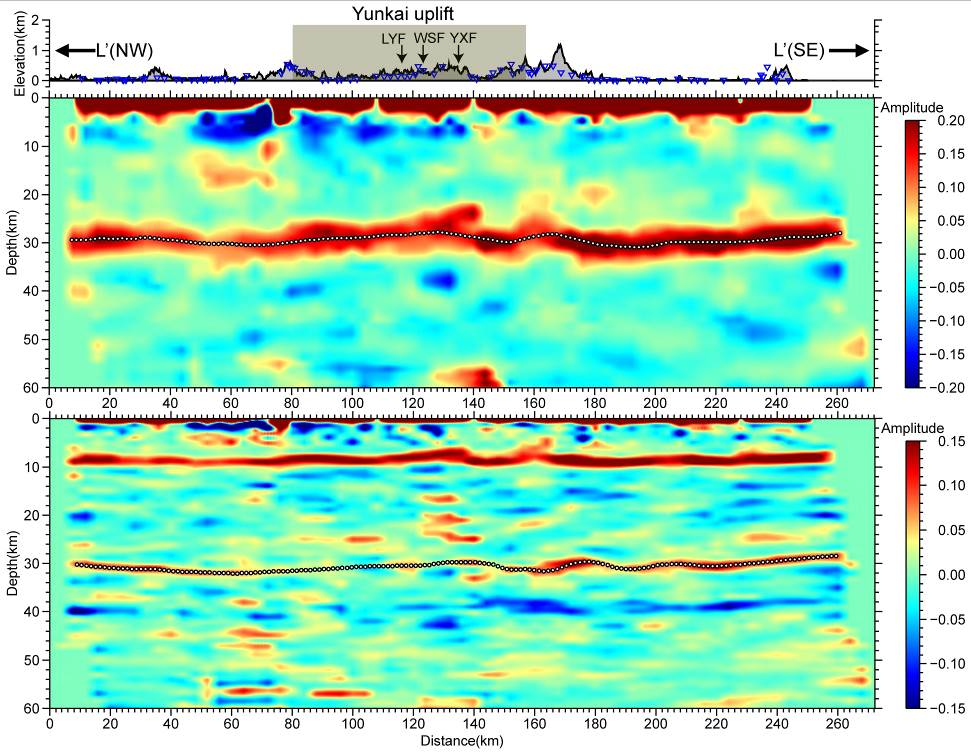 Yunkai uplift
LYF WSF YXF
L'(NW)
L'(SE)
Elevation(km)
2
1
0
Amplitude
Depth(km)
0
10
20
30
40
50
60
0 20 40 60 80 100 120 140 160 180 200 220 240 260
0.20
0.15
0.10
0.05
0.00
−0.05
−0.10
−0.15
−0.20
Amplitude
Depth(km)
0
10
20
30
40
50
60
0 20 40 60 80 100 120 140 160 180 200 220 240 260
Distance(km)
0.15
0.10
0.05
0.00
−0.05
−0.10
−0.15